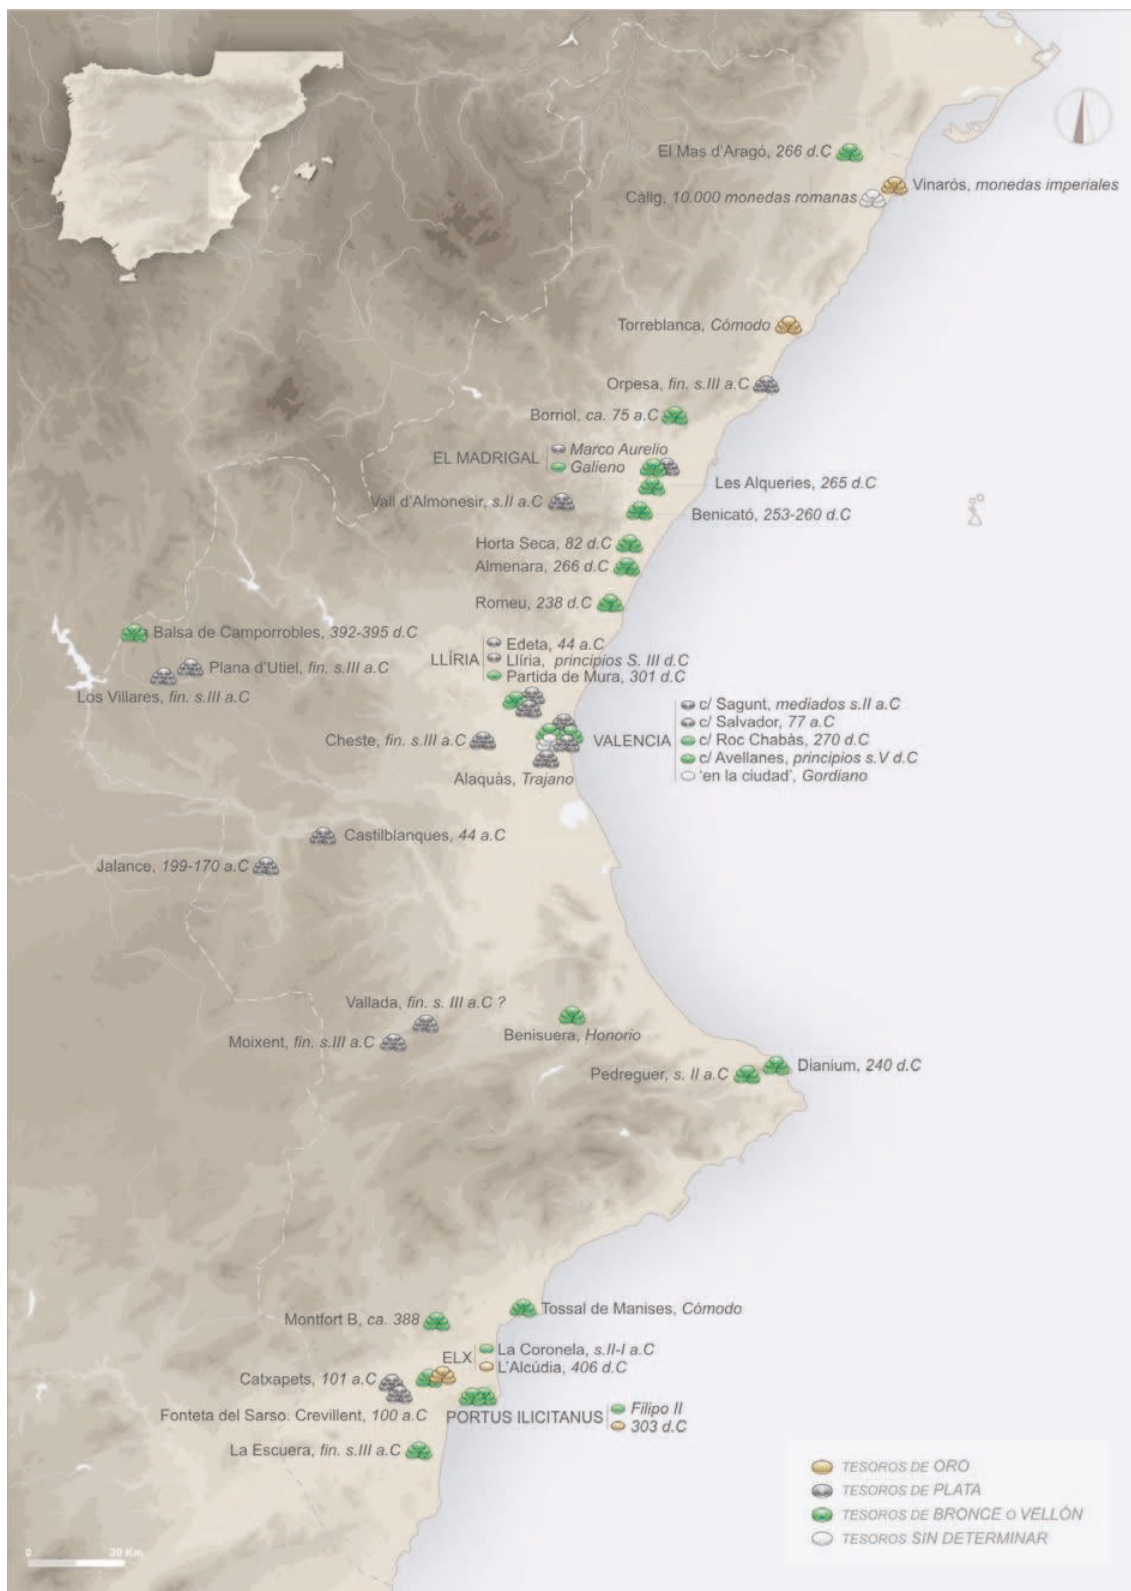 El Mas d'Aragó, 266 d.C
Vinarós, monedas imperiales
Càlig, 10.000 monedas romanas
Torreblanca, Cómodo
Orpesa, fin. s.III a.C
Borriol, ca. 75 a.C
EL MADRIGAL
Marco Aurelio
Galieno
Les Alqueries, 265 d.C
Vall d'Almonesir, s.II a.C
Benicató, 253-260 d.C
Horta Seca, 82 d.C
Almenara, 266 d.C
Romeu, 238 d.C
Balsa de Camporrobles, 392-395 d.C
Plana d'Utiel, fin. s.III a.C
Los Villares, fin. s.III a.C
LLÍRIA
Edeta, 44 a.C
Llíria, principios S. III d.C
Partida de Mura, 301 d.C
VALENCIA
c/ Sagunt, mediados s.II a.C
c/ Salvador, 77 a.C
c/ Roc Chabàs, 270 d.C
c/ Avellanes, principios s.V d.C
'en la ciudad', Gordiano
Cheste, fin. s.III a.C
Alaquàs, Trajano
Castilblanques, 44 a.C
Jalance, 199-170 a.C
Vallada, fin. s. III a.C ?
Moixent, fin. s.III a.C
Benisuera, Honorio
Dianium, 240 d.C
Pedreguer, s. II a.C
Tossal de Manises, Cómodo
Montfort B, ca. 388
ELX
La Coronela, s.II-I a.C
L'Alcúdia, 406 d.C
Catxapets, 101 a.C
Fonteta del Sarso. Crevillent, 100 a.C
PORTUS ILICITANUS
Filipo II
303 d.C
La Escuera, fin. s.III a.C
TESOROS DE ORO
TESOROS DE PLATA
TESOROS DE BRONCE O VELLÓN
TESOROS SIN DETERMINAR
0 20 Km.